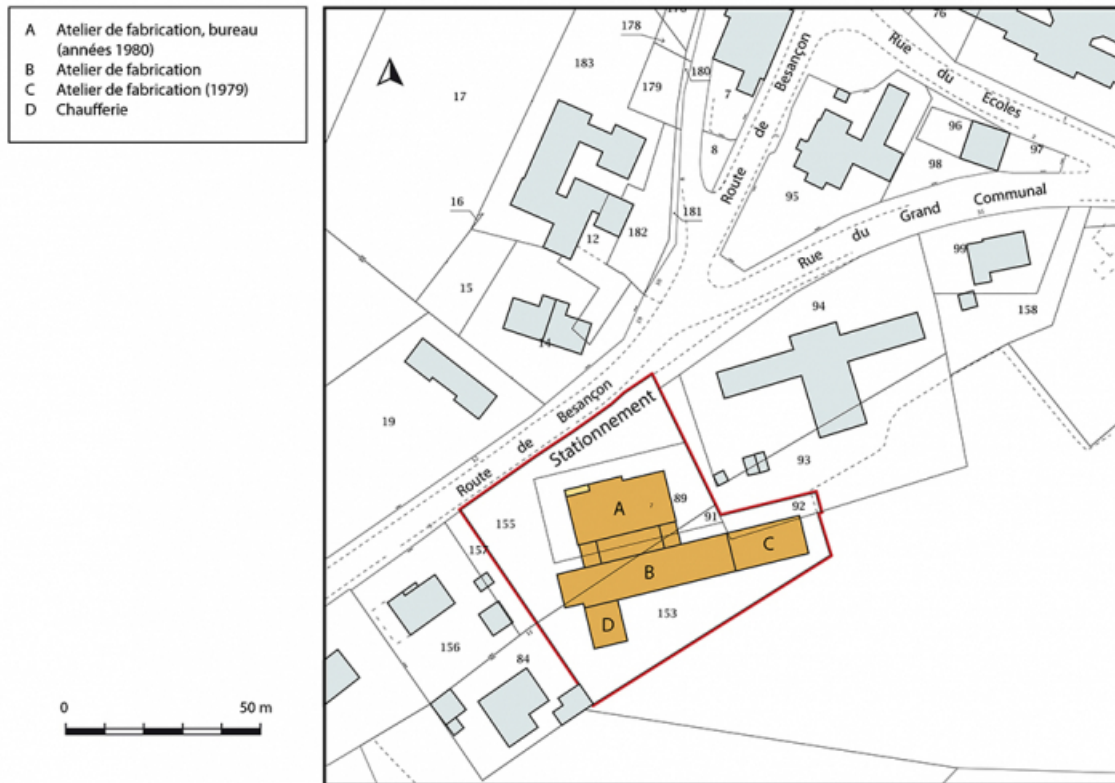 A Atelier de fabrication, bureau
(années 1980)
B Atelier de fabrication
C Atelier de fabrication (1979)
D Chaufferie
0 50 m
178
183
17
179
180
7
76
Rue du Ecoles
Route de Besançon
8
96
97
98
95
16
181
182
12
Rue du Grand Communal
99
15
94
158
14
19
Route de Besançon
Stationnement
93
155
A
89
91
92
157
B
C
153
D
156
84